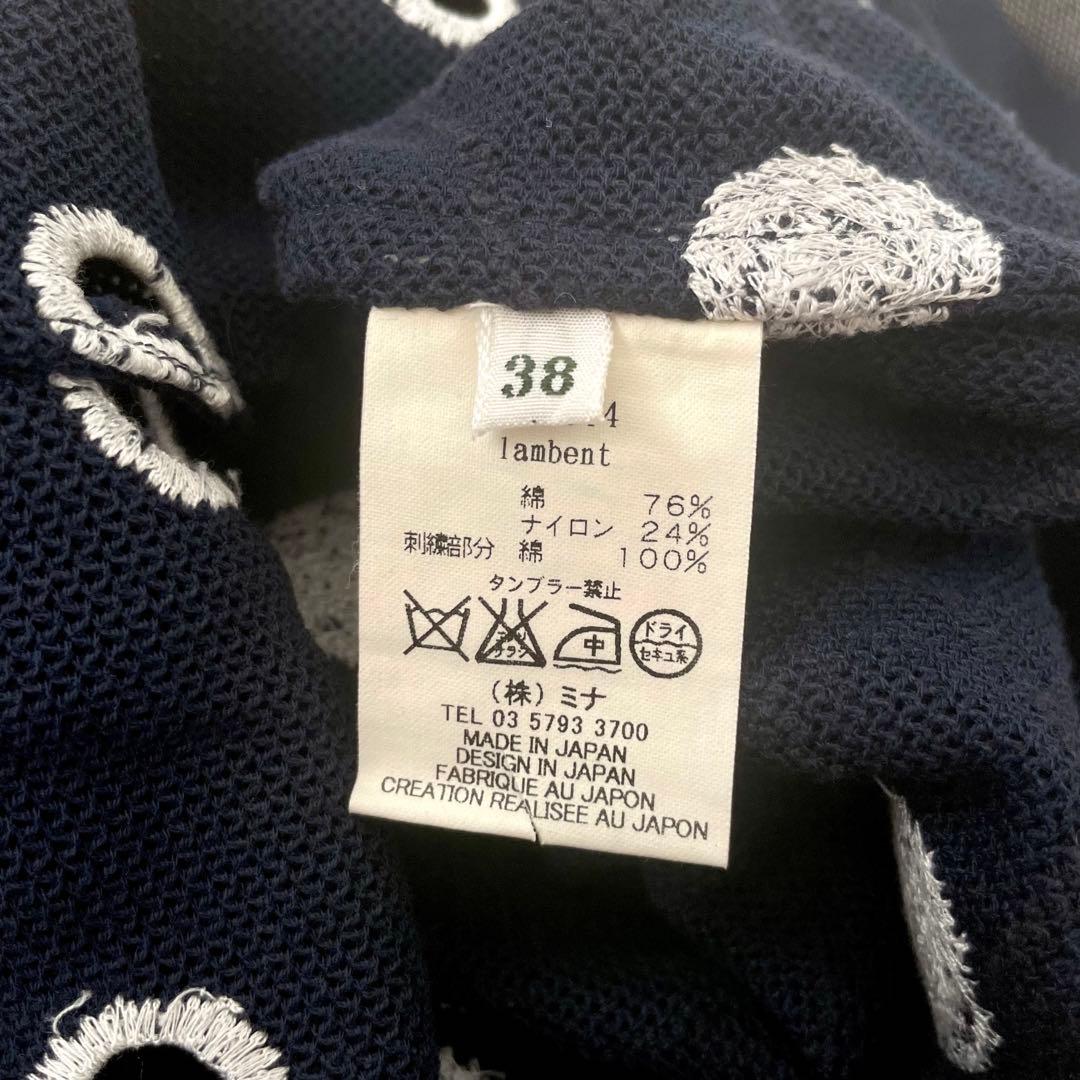 38
4
lambent
綿 76%
ナイロン 24%
刺繍部分 綿 100%
タンブラー禁止
中 ドライ
セキユ系
(株)ミナ
TEL 03 5793 3700
MADE IN JAPAN
DESIGN IN JAPAN
FABRIQUE AU JAPON
CREATION REALISEE AU JAPON